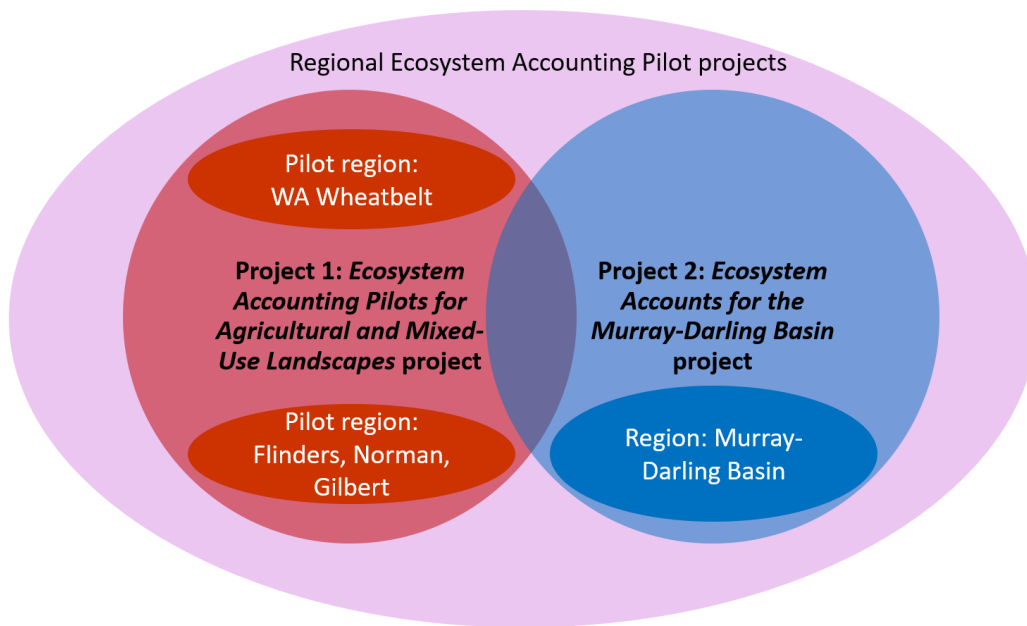 Regional Ecosystem Accounting Pilot projects
Pilot region:
WA Wheatbelt
Project 1: Ecosystem
Accounting Pilots for
Agricultural and Mixed-
Use Landscapes project
Pilot region:
Flinders, Norman,
Gilbert
Project 2: Ecosystem
Accounts for the
Murray-Darling Basin
project
Region: Murray-
Darling Basin